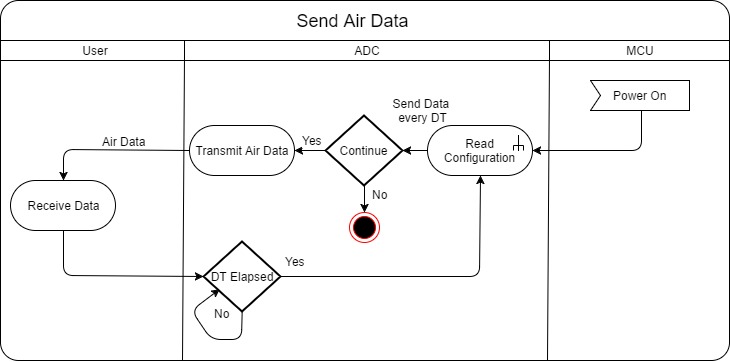 Send Air Data
User
ADC
MCU
Power On
Send Data
every DT
Air Data
Transmit Air Data
Yes
Continue
Read
Configuration
No
Receive Data
DT Elapsed
Yes
No